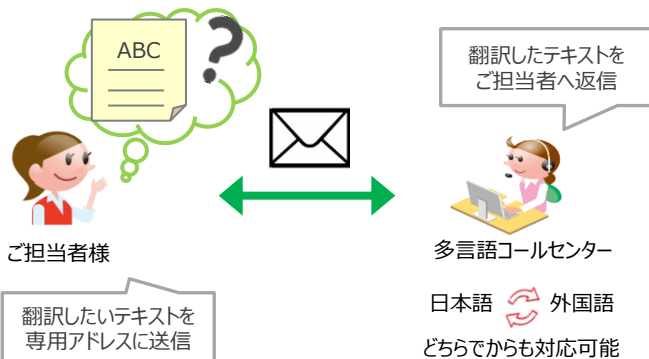 ABC
?
翻訳したテキストを
ご担当者へ返信
ご担当者様
多言語コールセンター
翻訳したいテキストを
専用アドレスに送信
日本語 外国語
どちらでからも対応可能